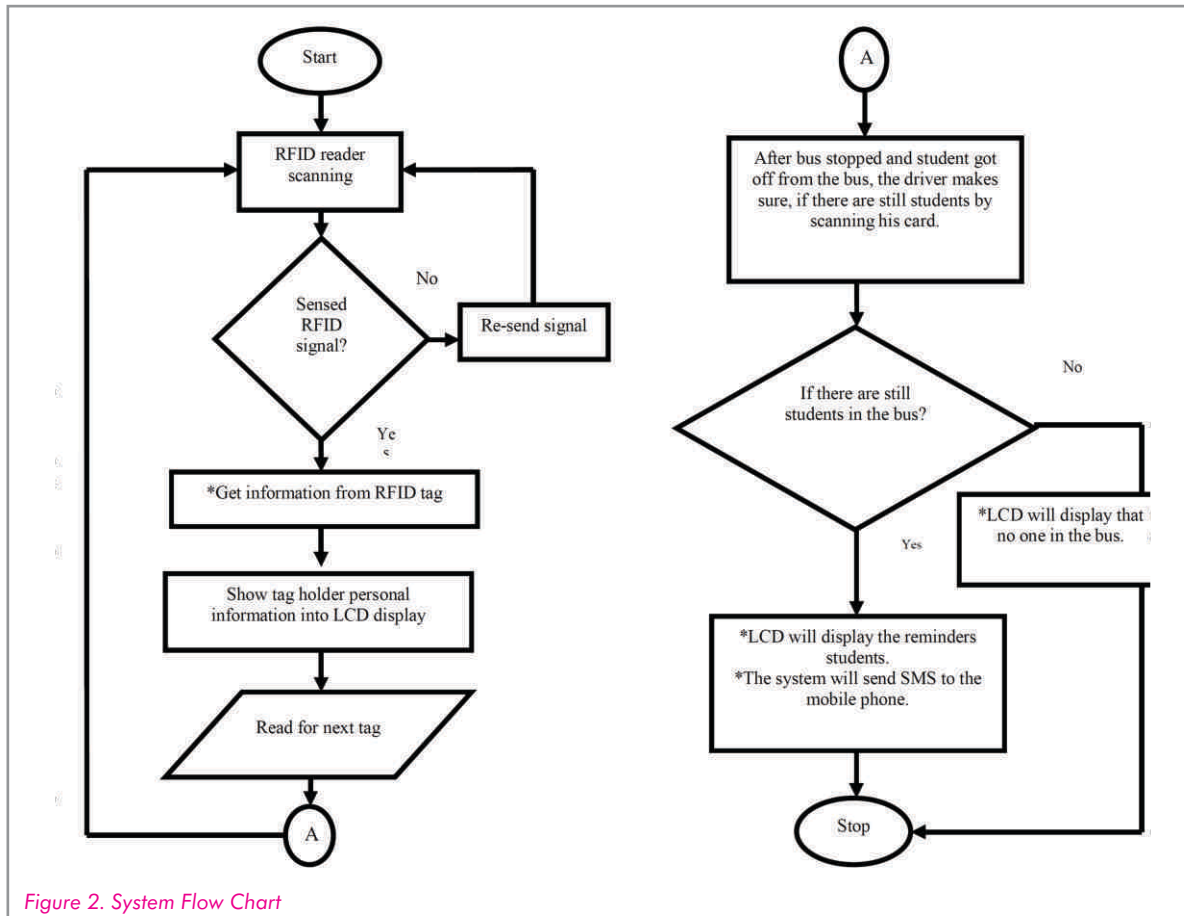 Start
RFID reader
scanning
Sensed
RFID
signal?
No
Re-send signal
Ye
s
*Get information from RFID tag
Show tag holder personal
information into LCD display
Read for next tag
A
A
After bus stopped and student got
off from the bus, the driver makes
sure, if there are still students by
scanning his card.
If there are still
students in the bus?
No
*LCD will display that
no one in the bus.
Yes
*LCD will display the reminders
students.
*The system will send SMS to the
mobile phone.
Stop
Figure 2. System Flow Chart